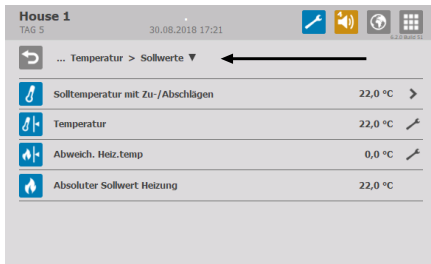 House 1
TAG 5 30.08.2018 17:21
... Temperatur > Sollwerte ▼
Solltemperatur mit Zu-/Abschlägen 22,0 °C
Temperatur 22,0 °C
Abweich. Heiz.temp 0,0 °C
Absoluter Sollwert Heizung 22,0 °C